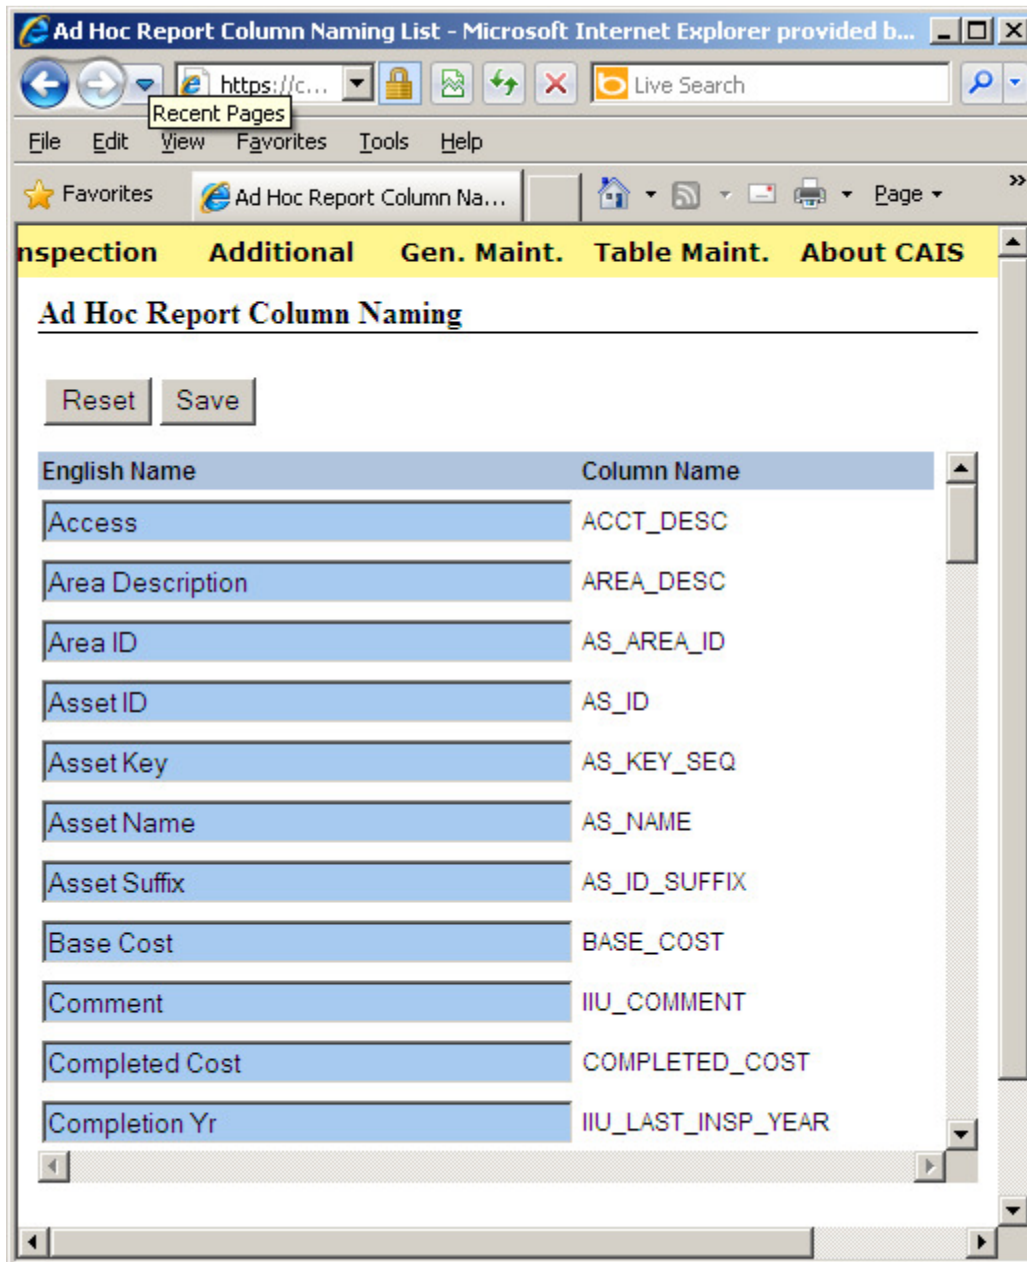 Ad Hoc Report Column Naming List - Microsoft Internet Explorer provided b...
https://c... Live Search
Recent Pages
File Edit View Favorites Tools Help
Favorites Ad Hoc Report Column Na... Page »
nspection Additional Gen. Maint. Table Maint. About CAIS
Ad Hoc Report Column Naming
Reset Save
English Name Column Name
Access ACCT_DESC
Area Description AREA_DESC
Area ID AS_AREA_ID
Asset ID AS_ID
Asset Key AS_KEY_SEQ
Asset Name AS_NAME
Asset Suffix AS_ID_SUFFIX
Base Cost BASE_COST
Comment IIU_COMMENT
Completed Cost COMPLETED_COST
Completion Yr IIU_LAST_INSP_YEAR